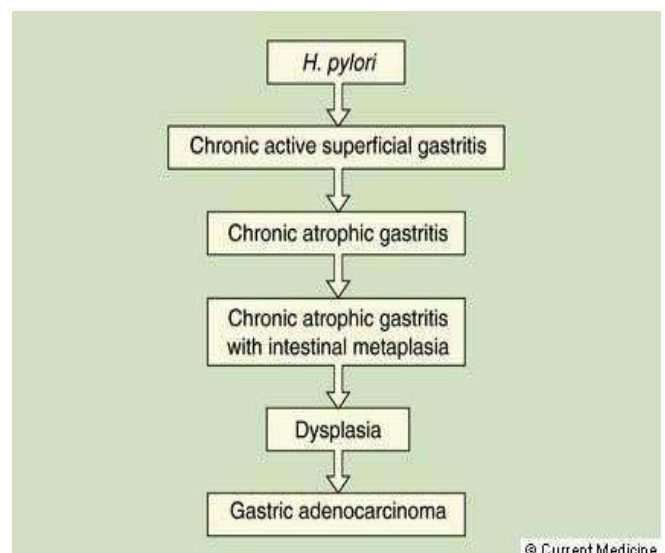 H. pylori
Chronic active superficial gastritis
Chronic atrophic gastritis
Chronic atrophic gastritis
with intestinal metaplasia
Dysplasia
Gastric adenocarcinoma
© Current Medicine